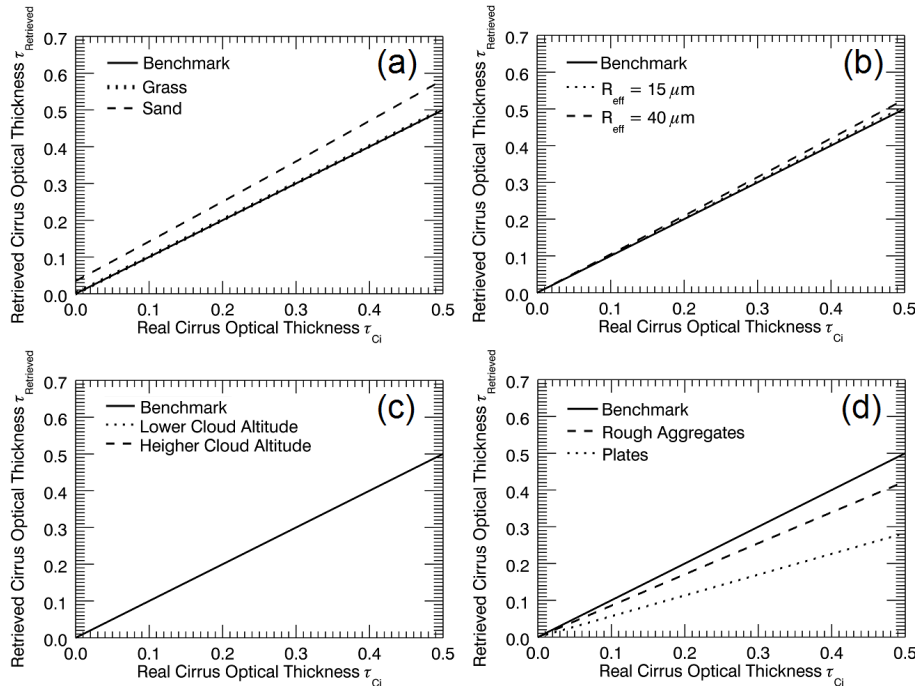 (a)
Benchmark
Grass
Sand
0.7
0.6
0.5
0.4
0.3
0.2
0.1
0.0
0.0 0.1 0.2 0.3 0.4 0.5
Retrieved Cirrus Optical Thickness τRetrieved
Real Cirrus Optical Thickness τCi
(b)
Benchmark
Reff = 15 μm
Reff = 40 μm
0.7
0.6
0.5
0.4
0.3
0.2
0.1
0.0
0.0 0.1 0.2 0.3 0.4 0.5
Retrieved Cirrus Optical Thickness τRetrieved
Real Cirrus Optical Thickness τCi
(c)
Benchmark
Lower Cloud Altitude
Heigher Cloud Altitude
0.7
0.6
0.5
0.4
0.3
0.2
0.1
0.0
0.0 0.1 0.2 0.3 0.4 0.5
Retrieved Cirrus Optical Thickness τRetrieved
Real Cirrus Optical Thickness τCi
(d)
Benchmark
Rough Aggregates
Plates
0.7
0.6
0.5
0.4
0.3
0.2
0.1
0.0
0.0 0.1 0.2 0.3 0.4 0.5
Retrieved Cirrus Optical Thickness τRetrieved
Real Cirrus Optical Thickness τCi